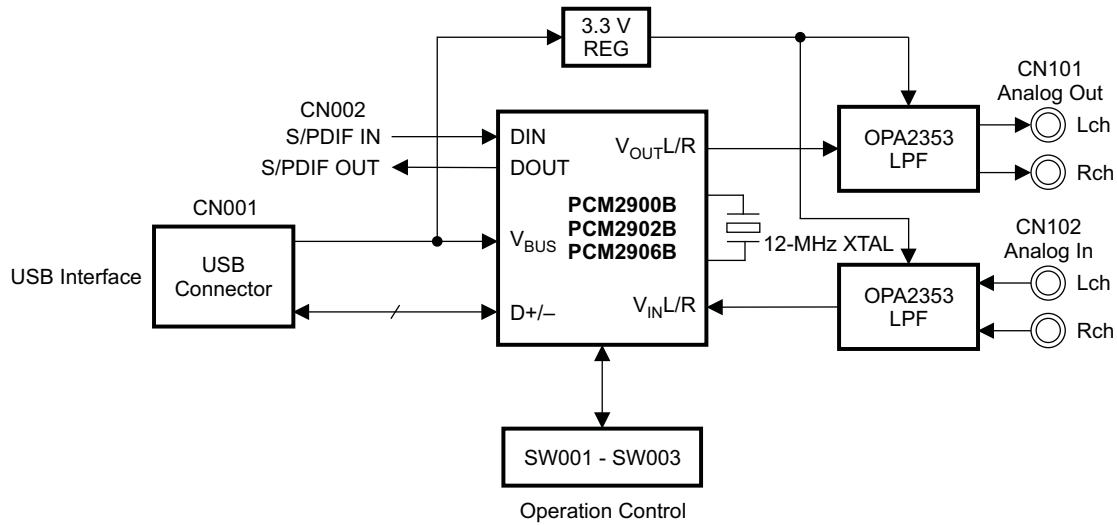 3.3 V
REG
CN002
S/PDIF IN
S/PDIF OUT
DIN
DOUT
V_BUS
D+/–
V_OUTL/R
V_INL/R
PCM2900B
PCM2902B
PCM2906B
12-MHz XTAL
CN001
USB Interface
USB
Connector
OPA2353
LPF
CN101
Analog Out
Lch
Rch
OPA2353
LPF
CN102
Analog In
Lch
Rch
SW001 - SW003
Operation Control